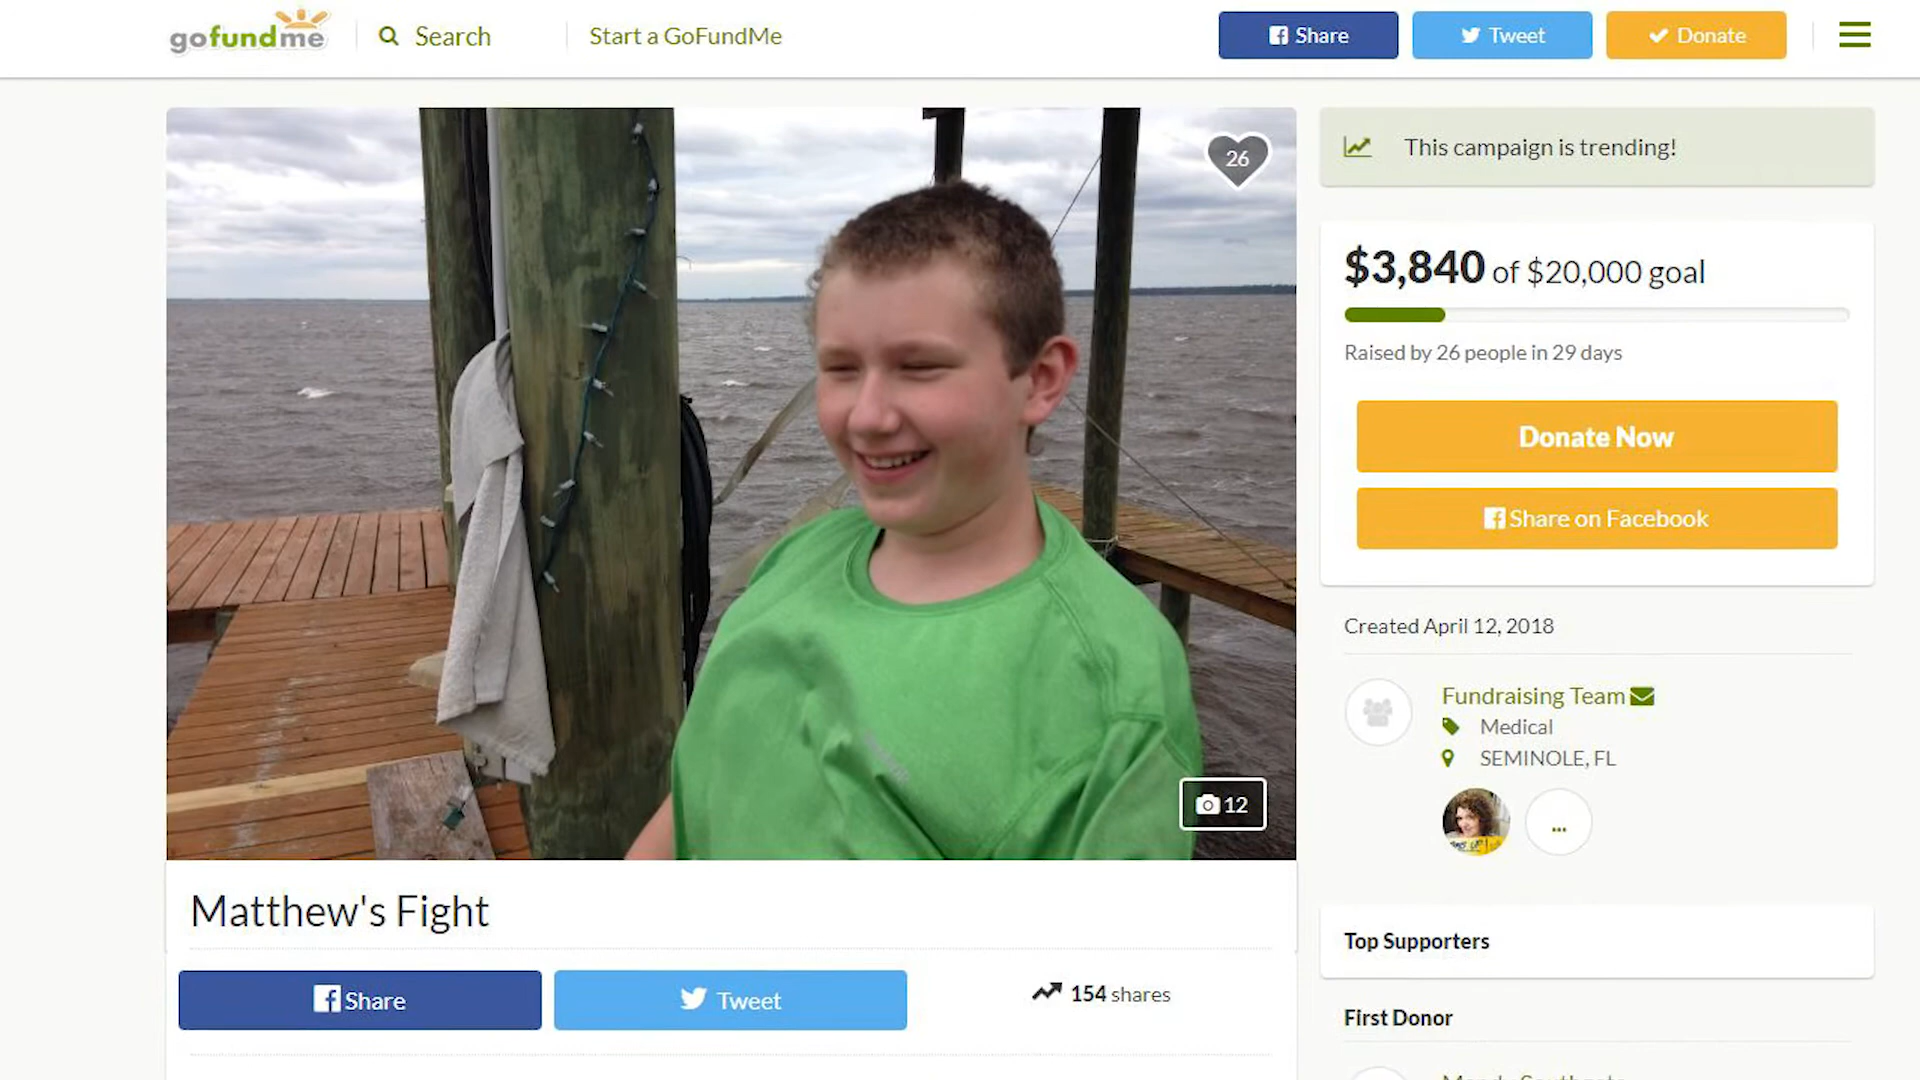 gofundme
Search
Start a GoFundMe
Share
Tweet
Donate
26
12
Matthew's Fight
Share
Tweet
154 shares
This campaign is trending!
$3,840 of $20,000 goal
Raised by 26 people in 29 days
Donate Now
Share on Facebook
Created April 12, 2018
Fundraising Team
Medical
SEMINOLE, FL
...
Top Supporters
First Donor